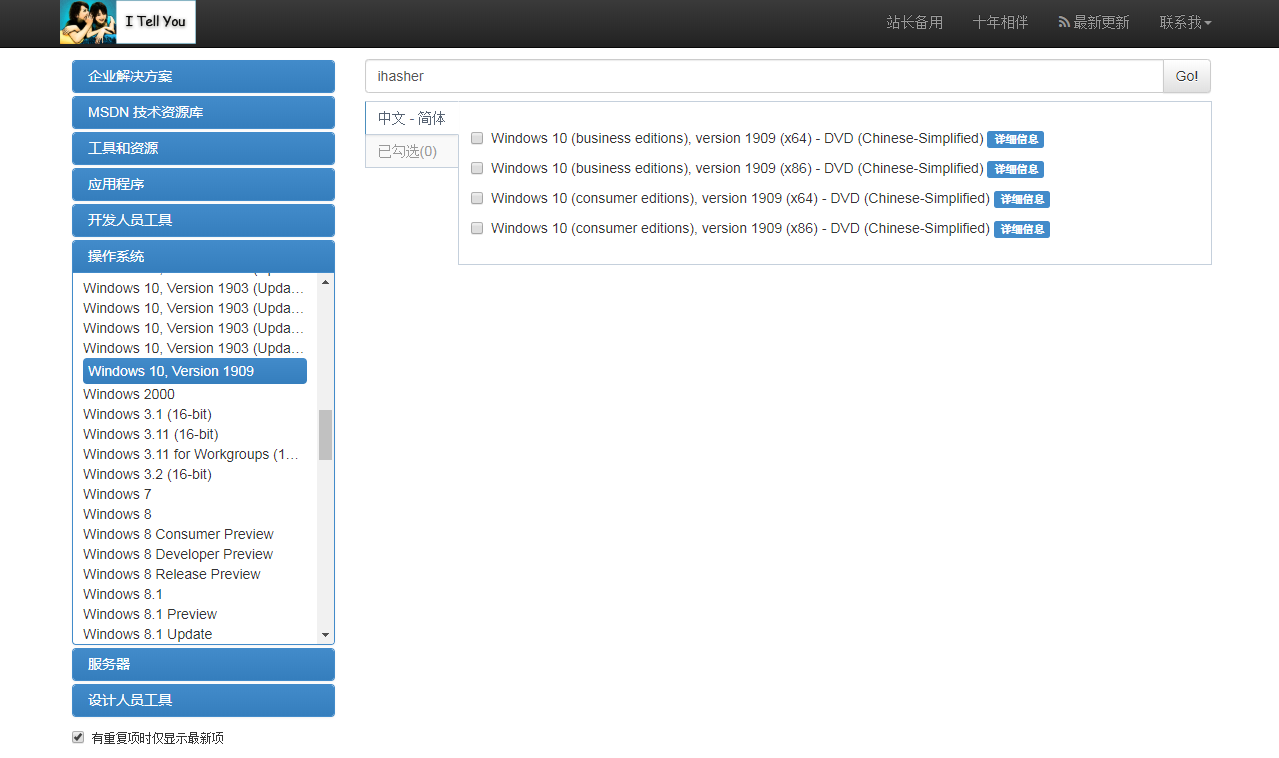 I Tell You
站长备用
十年相伴
最新更新
联系我
企业解决方案
MSDN 技术资源库
工具和资源
应用程序
开发人员工具
操作系统
Windows 10, Version 1903 (Upda…
Windows 10, Version 1903 (Upda…
Windows 10, Version 1903 (Upda…
Windows 10, Version 1903 (Upda…
Windows 10, Version 1909
Windows 2000
Windows 3.1 (16-bit)
Windows 3.11 (16-bit)
Windows 3.11 for Workgroups (1…
Windows 3.2 (16-bit)
Windows 7
Windows 8
Windows 8 Consumer Preview
Windows 8 Developer Preview
Windows 8 Release Preview
Windows 8.1
Windows 8.1 Preview
Windows 8.1 Update
服务器
设计人员工具
有重复项时仅显示最新项
ihasher
Go!
中文 - 简体
已勾选(0)
Windows 10 (business editions), version 1909 (x64) - DVD (Chinese-Simplified) 详细信息
Windows 10 (business editions), version 1909 (x86) - DVD (Chinese-Simplified) 详细信息
Windows 10 (consumer editions), version 1909 (x64) - DVD (Chinese-Simplified) 详细信息
Windows 10 (consumer editions), version 1909 (x86) - DVD (Chinese-Simplified) 详细信息